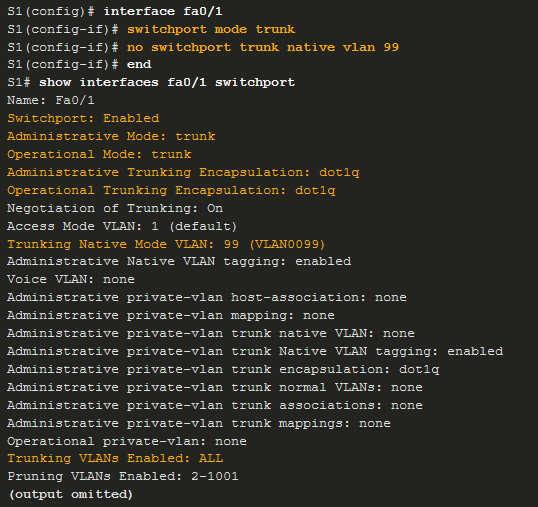 S1(config)# interface fa0/1
S1(config-if)# switchport mode trunk
S1(config-if)# no switchport trunk native vlan 99
S1(config-if)# end
S1# show interfaces fa0/1 switchport
Name: Fa0/1
Switchport: Enabled
Administrative Mode: trunk
Operational Mode: trunk
Administrative Trunking Encapsulation: dot1q
Operational Trunking Encapsulation: dot1q
Negotiation of Trunking: On
Access Mode VLAN: 1 (default)
Trunking Native Mode VLAN: 99 (VLAN0099)
Administrative Native VLAN tagging: enabled
Voice VLAN: none
Administrative private-vlan host-association: none
Administrative private-vlan mapping: none
Administrative private-vlan trunk native VLAN: none
Administrative private-vlan trunk Native VLAN tagging: enabled
Administrative private-vlan trunk encapsulation: dot1q
Administrative private-vlan trunk normal VLANs: none
Administrative private-vlan trunk associations: none
Administrative private-vlan trunk mappings: none
Operational private-vlan: none
Trunking VLANs Enabled: ALL
Pruning VLANs Enabled: 2-1001
(output omitted)